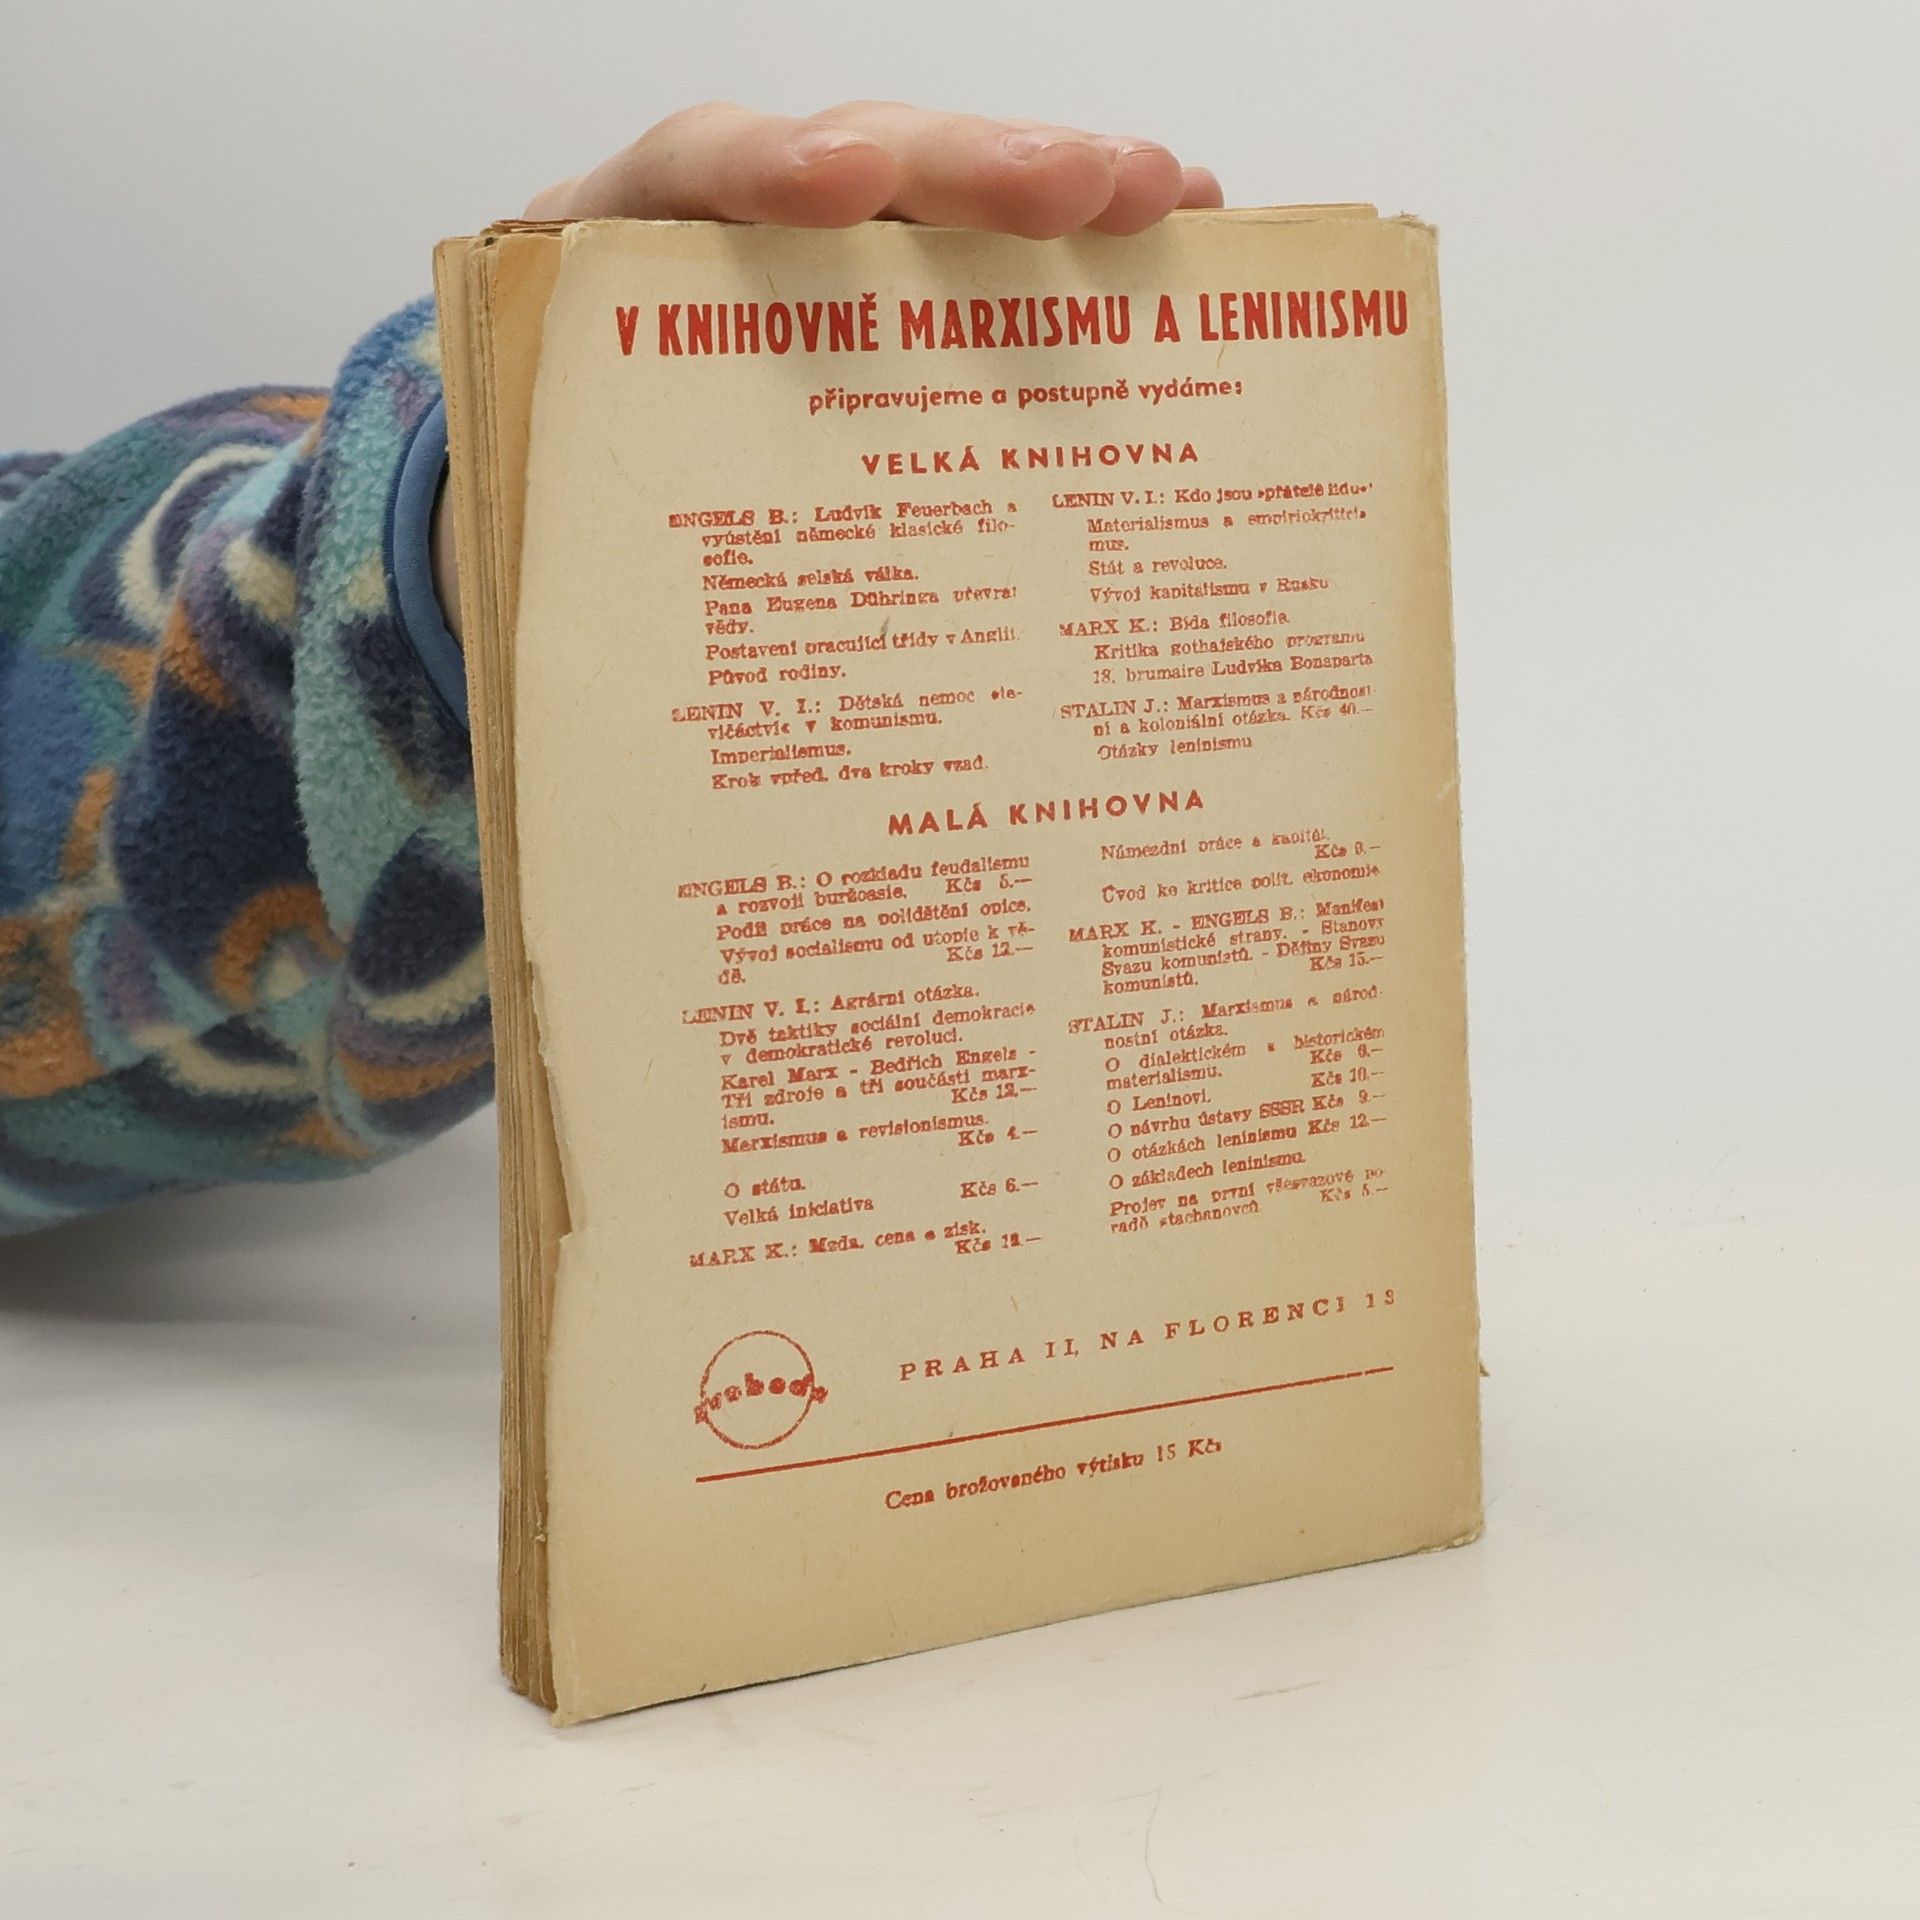 V KNIHOVNĚ MARXISMU A LENINISMU
připravujeme a postupně vydáme:
VELKÁ KNIHOVNA
ENGELS B.: Ludvík Feuerbach a
vyústění německé klasické filo-
sofie.
Německá selská válka.
Pana Eugena Dühringa převrat
vědy.
Postavení pracující třídy v Anglii.
Původ rodiny.
LENIN V. I.: Dětská nemoc »le-
vičáctví« v komunismu.
Imperialismus.
Krok vpřed, dva kroky vzad.
LENIN V. I.: Kdo jsou »přátelé lidu«
Materialismus a empiriokritcis
mus.
Stát a revoluce.
Vývoj kapitalismu v Rusku
MARX K.: Bída filosofie.
Kritika gothajského programu
18. brumaire Ludvíka Bonaparta
STALIN J.: Marxismus a národnost-
ní a koloniální otázka. Kčs 40.—
Otázky leninismu
MALÁ KNIHOVNA
ENGELS B.: O rozkladu feudalismu
a rozvoji buržoasie. Kčs 5.—
Podíl práce na polidštění opice.
Vývoj socialismu od utopie k vě-
dě. Kčs 12.—
LENIN V. I.: Agrární otázka.
Dvě taktiky sociální demokracie
v demokratické revoluci.
Karel Marx - Bedřich Engels -
Tři zdroje a tři součásti marx-
ismu. Kčs 12.—
Marxismus a revisionismus.
Kčs 4.—
O státu.
Velká iniciativa Kčs 6.—
MARX K.: Mzda, cena a zisk.
Kčs 12.—
Námezdní práce a kapitál.
Kčs
Úvod ke kritice polit. ekonomie
MARX K. - ENGELS B.: Manifest
komunistické strany. - Stanovy
Svazu komunistů. - Dějiny Svazu
komunistů. Kčs 15.—
STALIN J.: Marxismus a národ-
nostní otázka.
O dialektickém a historickém
materialismu. Kčs 6.—
O Leninovi. Kčs 10.—
O návrhu ústavy SSSR Kčs 9.—
O otázkách leninismu Kčs 12.—
O základech leninismu.
Projev na první všesvazové po-
radě stachanovců Kčs 5.—
svoboda
PRAHA II, NA FLORENCI 13
Cena brožovaného výtisku 15 Kčs